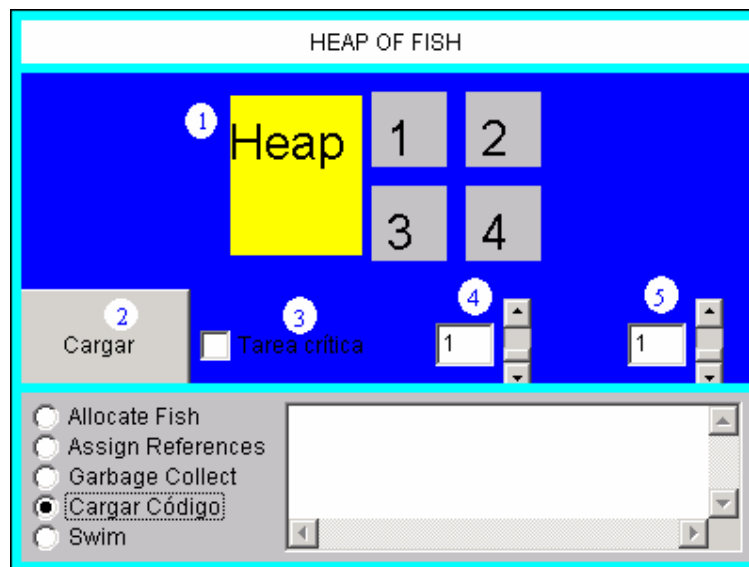 HEAP OF FISH
1
Heap
1
2
3
4
2
Cargar
3
Tarea crítica
4
1
5
1
Allocate Fish
Assign References
Garbage Collect
Cargar Código
Swim